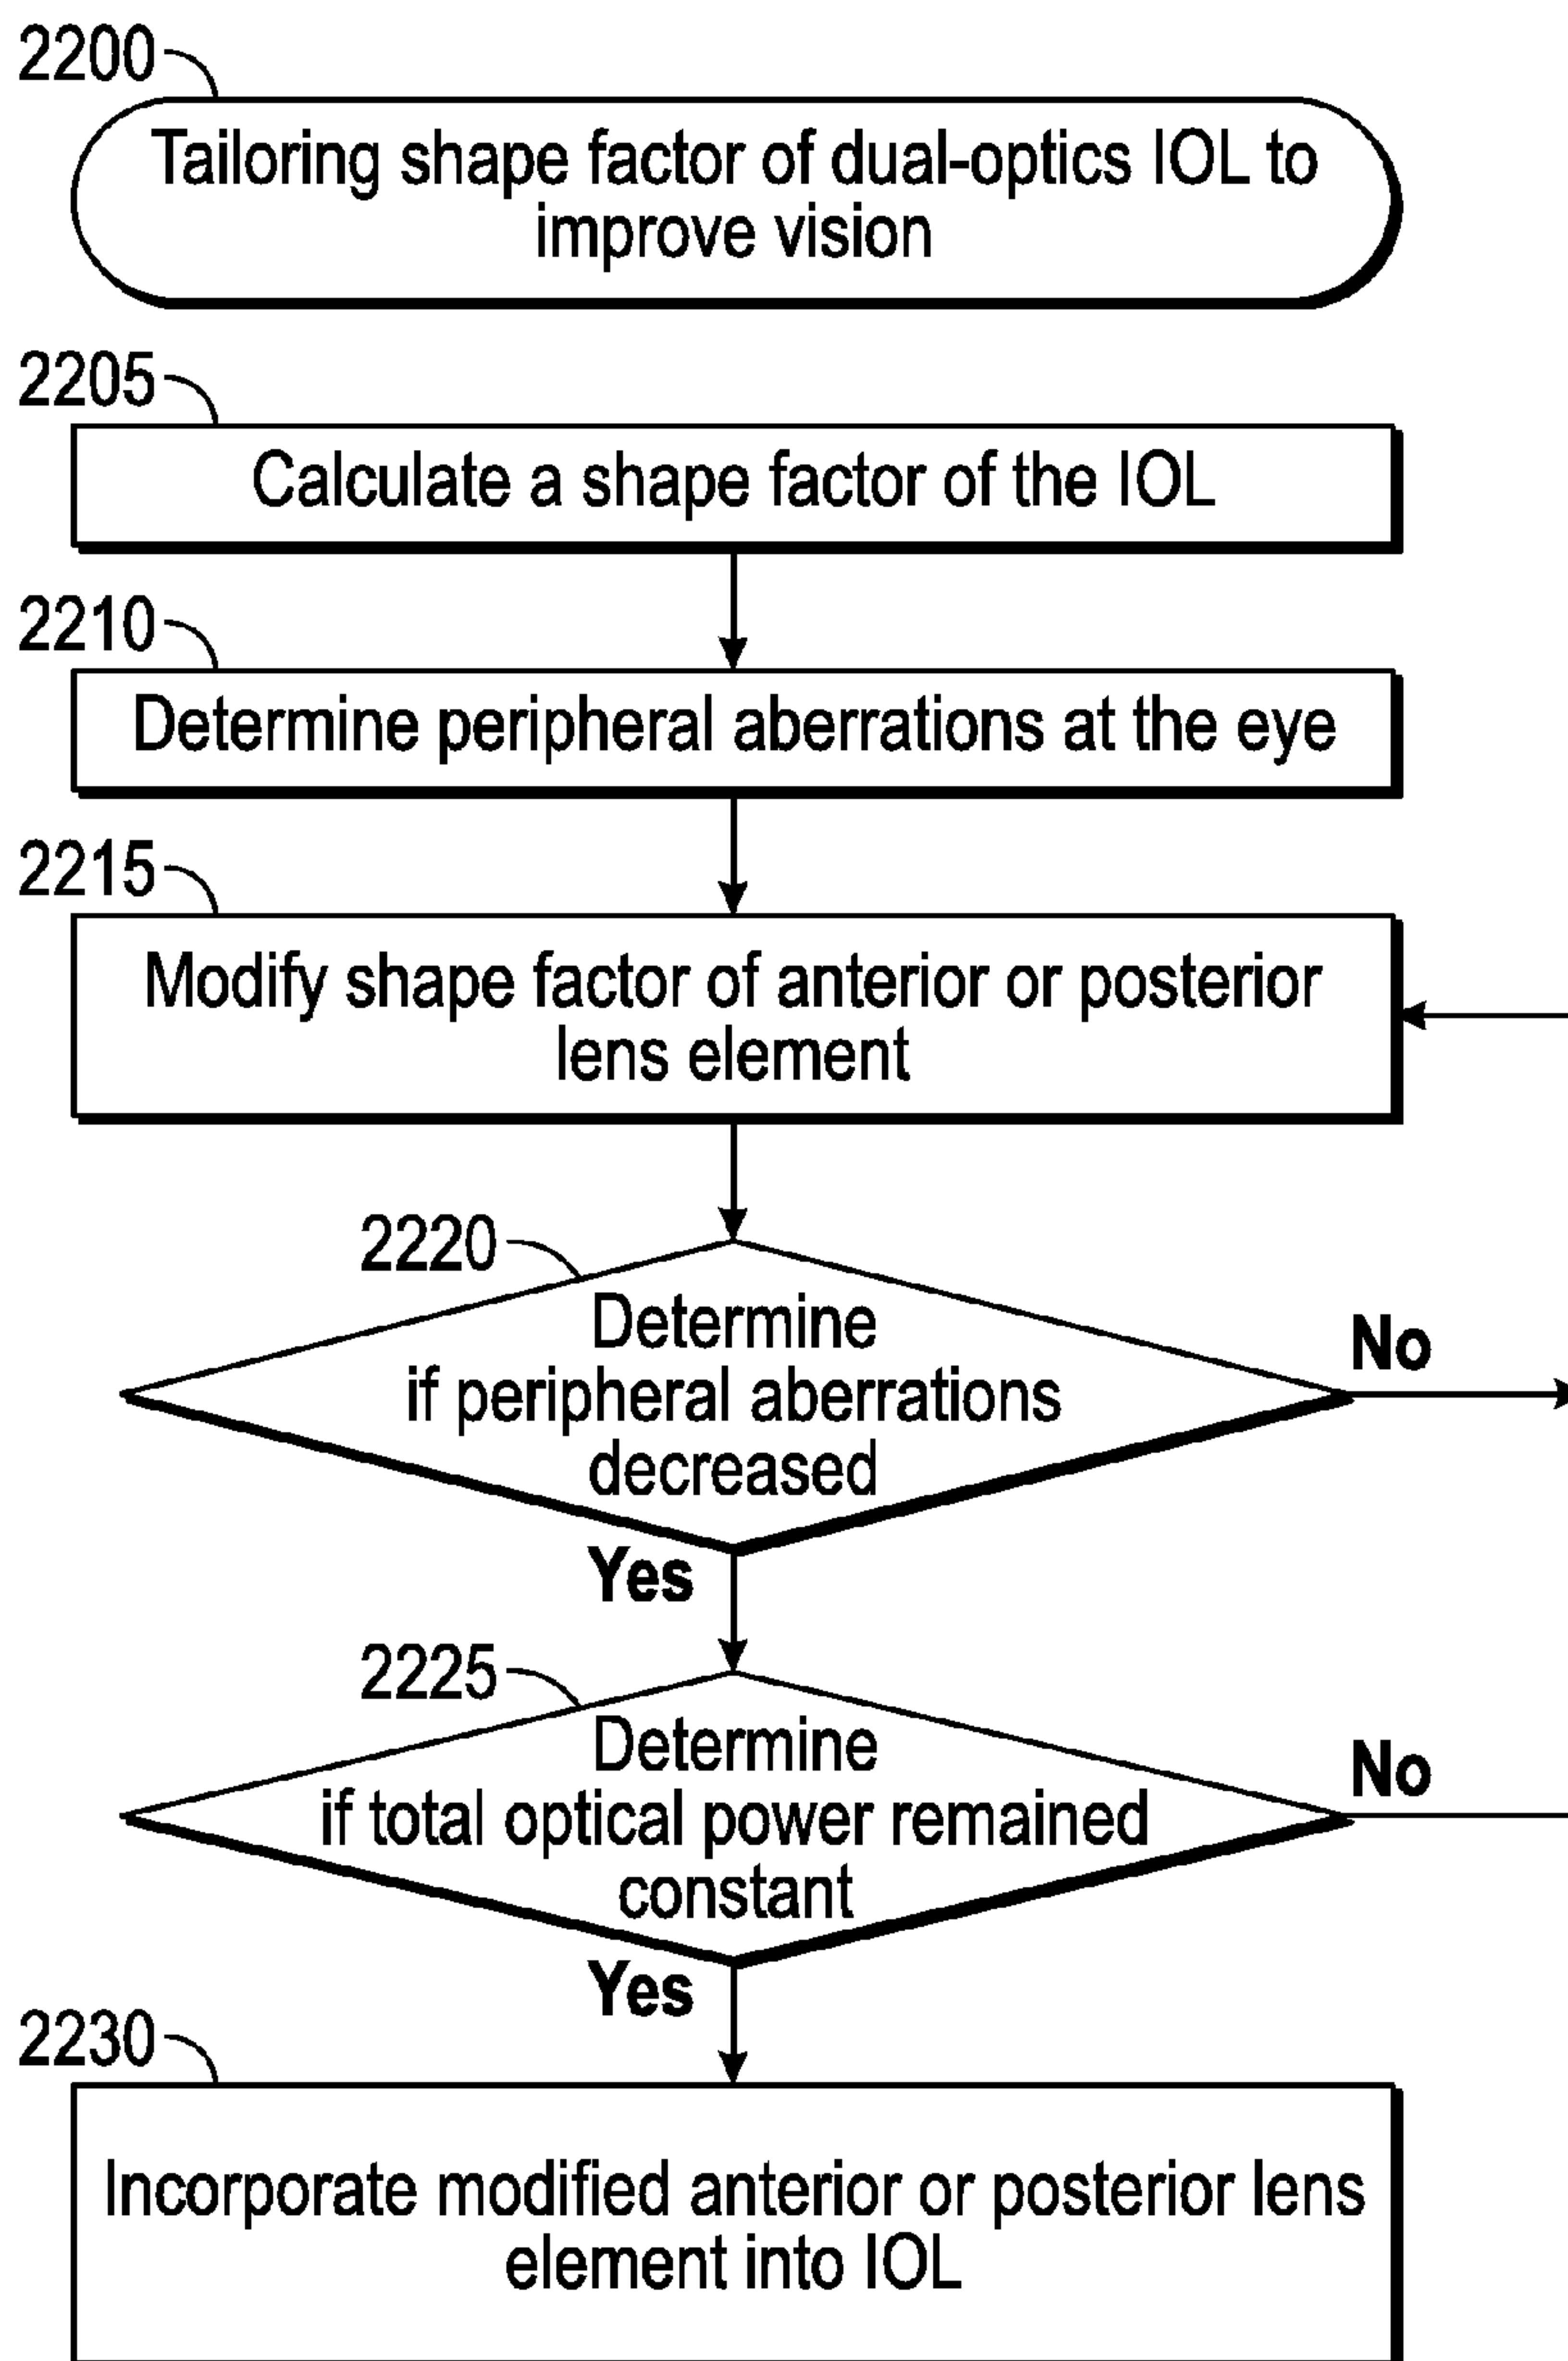 2200
Tailoring shape factor of dual-optics IOL to
improve vision
2205
Calculate a shape factor of the IOL
2210
Determine peripheral aberrations at the eye
2215
Modify shape factor of anterior or posterior
lens element
2220
Determine
if peripheral aberrations
decreased
No
Yes
2225
Determine
if total optical power remained
constant
No
Yes
2230
Incorporate modified anterior or posterior lens
element into IOL